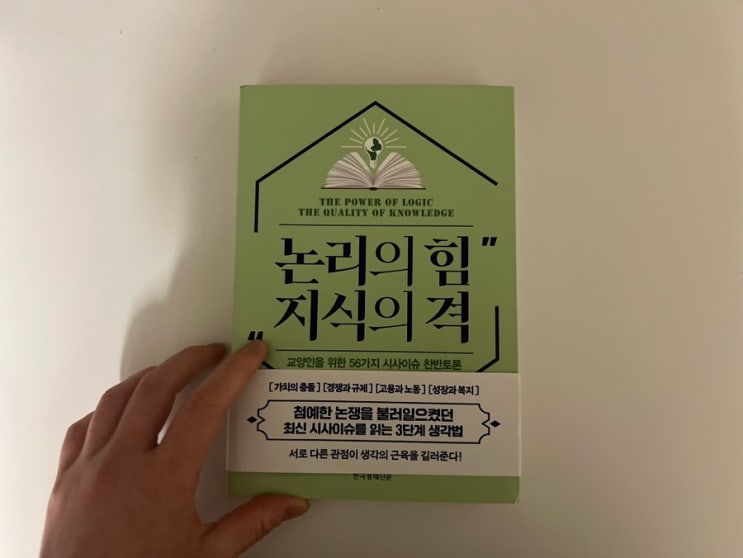 THE POWER OF LOGIC
THE QUALITY OF KNOWLEDGE
논리의 힘"
"지식의 격
교양인을 위한 56가지 시사이슈 찬반토론
[가치의 충돌] [경쟁과 규제] [고용과 노동] [성장과 복지]
첨예한 논쟁을 불러일으켰던
최신 시사이슈를 읽는 3단계 생각법
서로 다른 관점이 생각의 근육을 길러준다!
한국경제신문